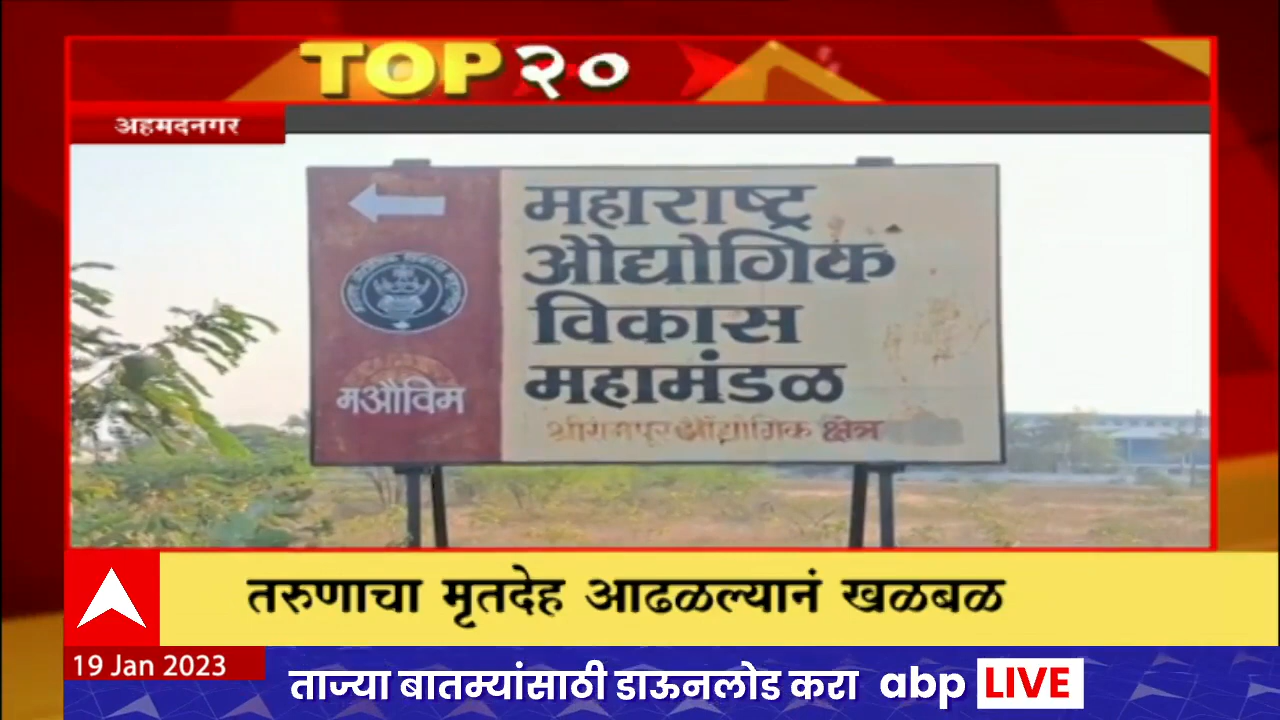 TOP २०
अहमदनगर
महाराष्ट्र
औद्योगिक
विकास
महामंडळ
मऔविम
श्रीरामपूर औद्योगिक क्षेत्र
तरुणाचा मृतदेह आढळल्यानं खळबळ
19 Jan 2023
ताज्या बातम्यांसाठी डाऊनलोड करा abp LIVE